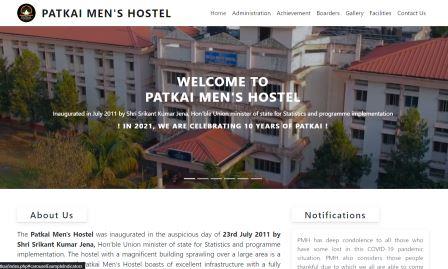 PATKAI MEN'S HOSTEL
Home Administration Achievement Boarders Gallery Facilities Contact Us
WELCOME TO
PATKAI MEN'S HOSTEL
Inaugurated in July 2011 by Shri Srikant Kumar Jena, Hon'ble Union minister of state for Statistics and programme implementation
! IN 2021, WE ARE CELEBRATING 10 YEARS OF PATKAI !
About Us
The Patkai Men's Hostel was inaugurated in the auspicious day of 23rd July 2011 by
Shri Srikant Kumar Jena, Hon'ble Union minister of state for Statistics and programme
implementation. The hostel with a magnificent building sprawling over a large area is a
Patkai Men's Hostel boasts of excellent infrastructure with a fully
Notifications
PMH has deep condolence to all those who
have some lost in this COVID-19 pandemic
situation. PMH also considers those people
thankful due to which we all are able to come